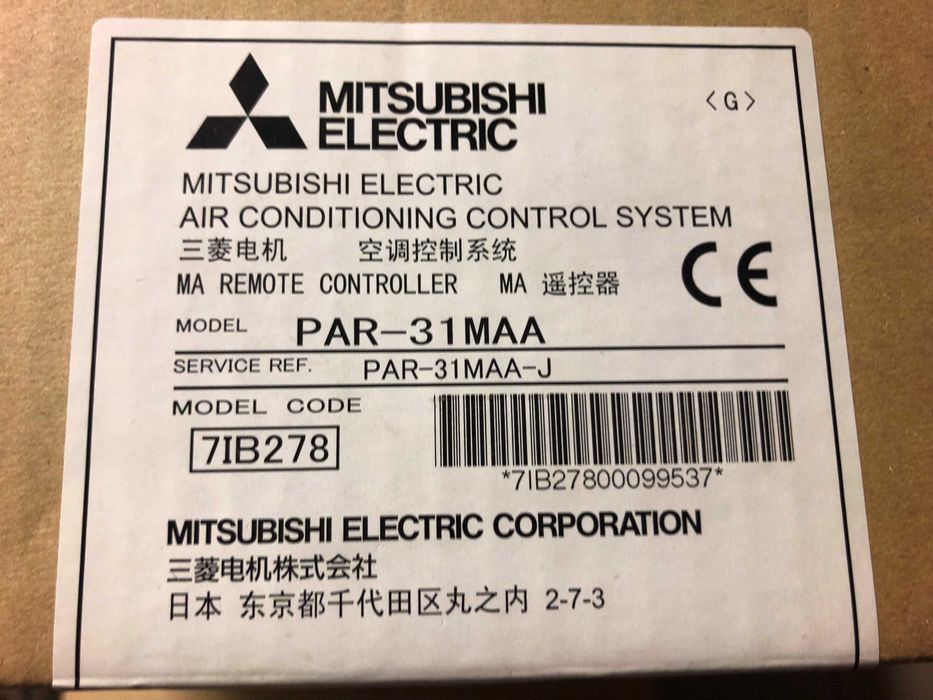 MITSUBISHI
ELECTRIC
<G>
MITSUBISHI ELECTRIC
AIR CONDITIONING CONTROL SYSTEM
三菱电机 空调控制系统
CE
MA REMOTE CONTROLLER MA 遥控器
MODEL PAR-31MAA
SERVICE REF. PAR-31MAA-J
MODEL CODE
7IB278
*7IB27800099537*
MITSUBISHI ELECTRIC CORPORATION
三菱电机株式会社
日本 东京都千代田区丸之内 2-7-3